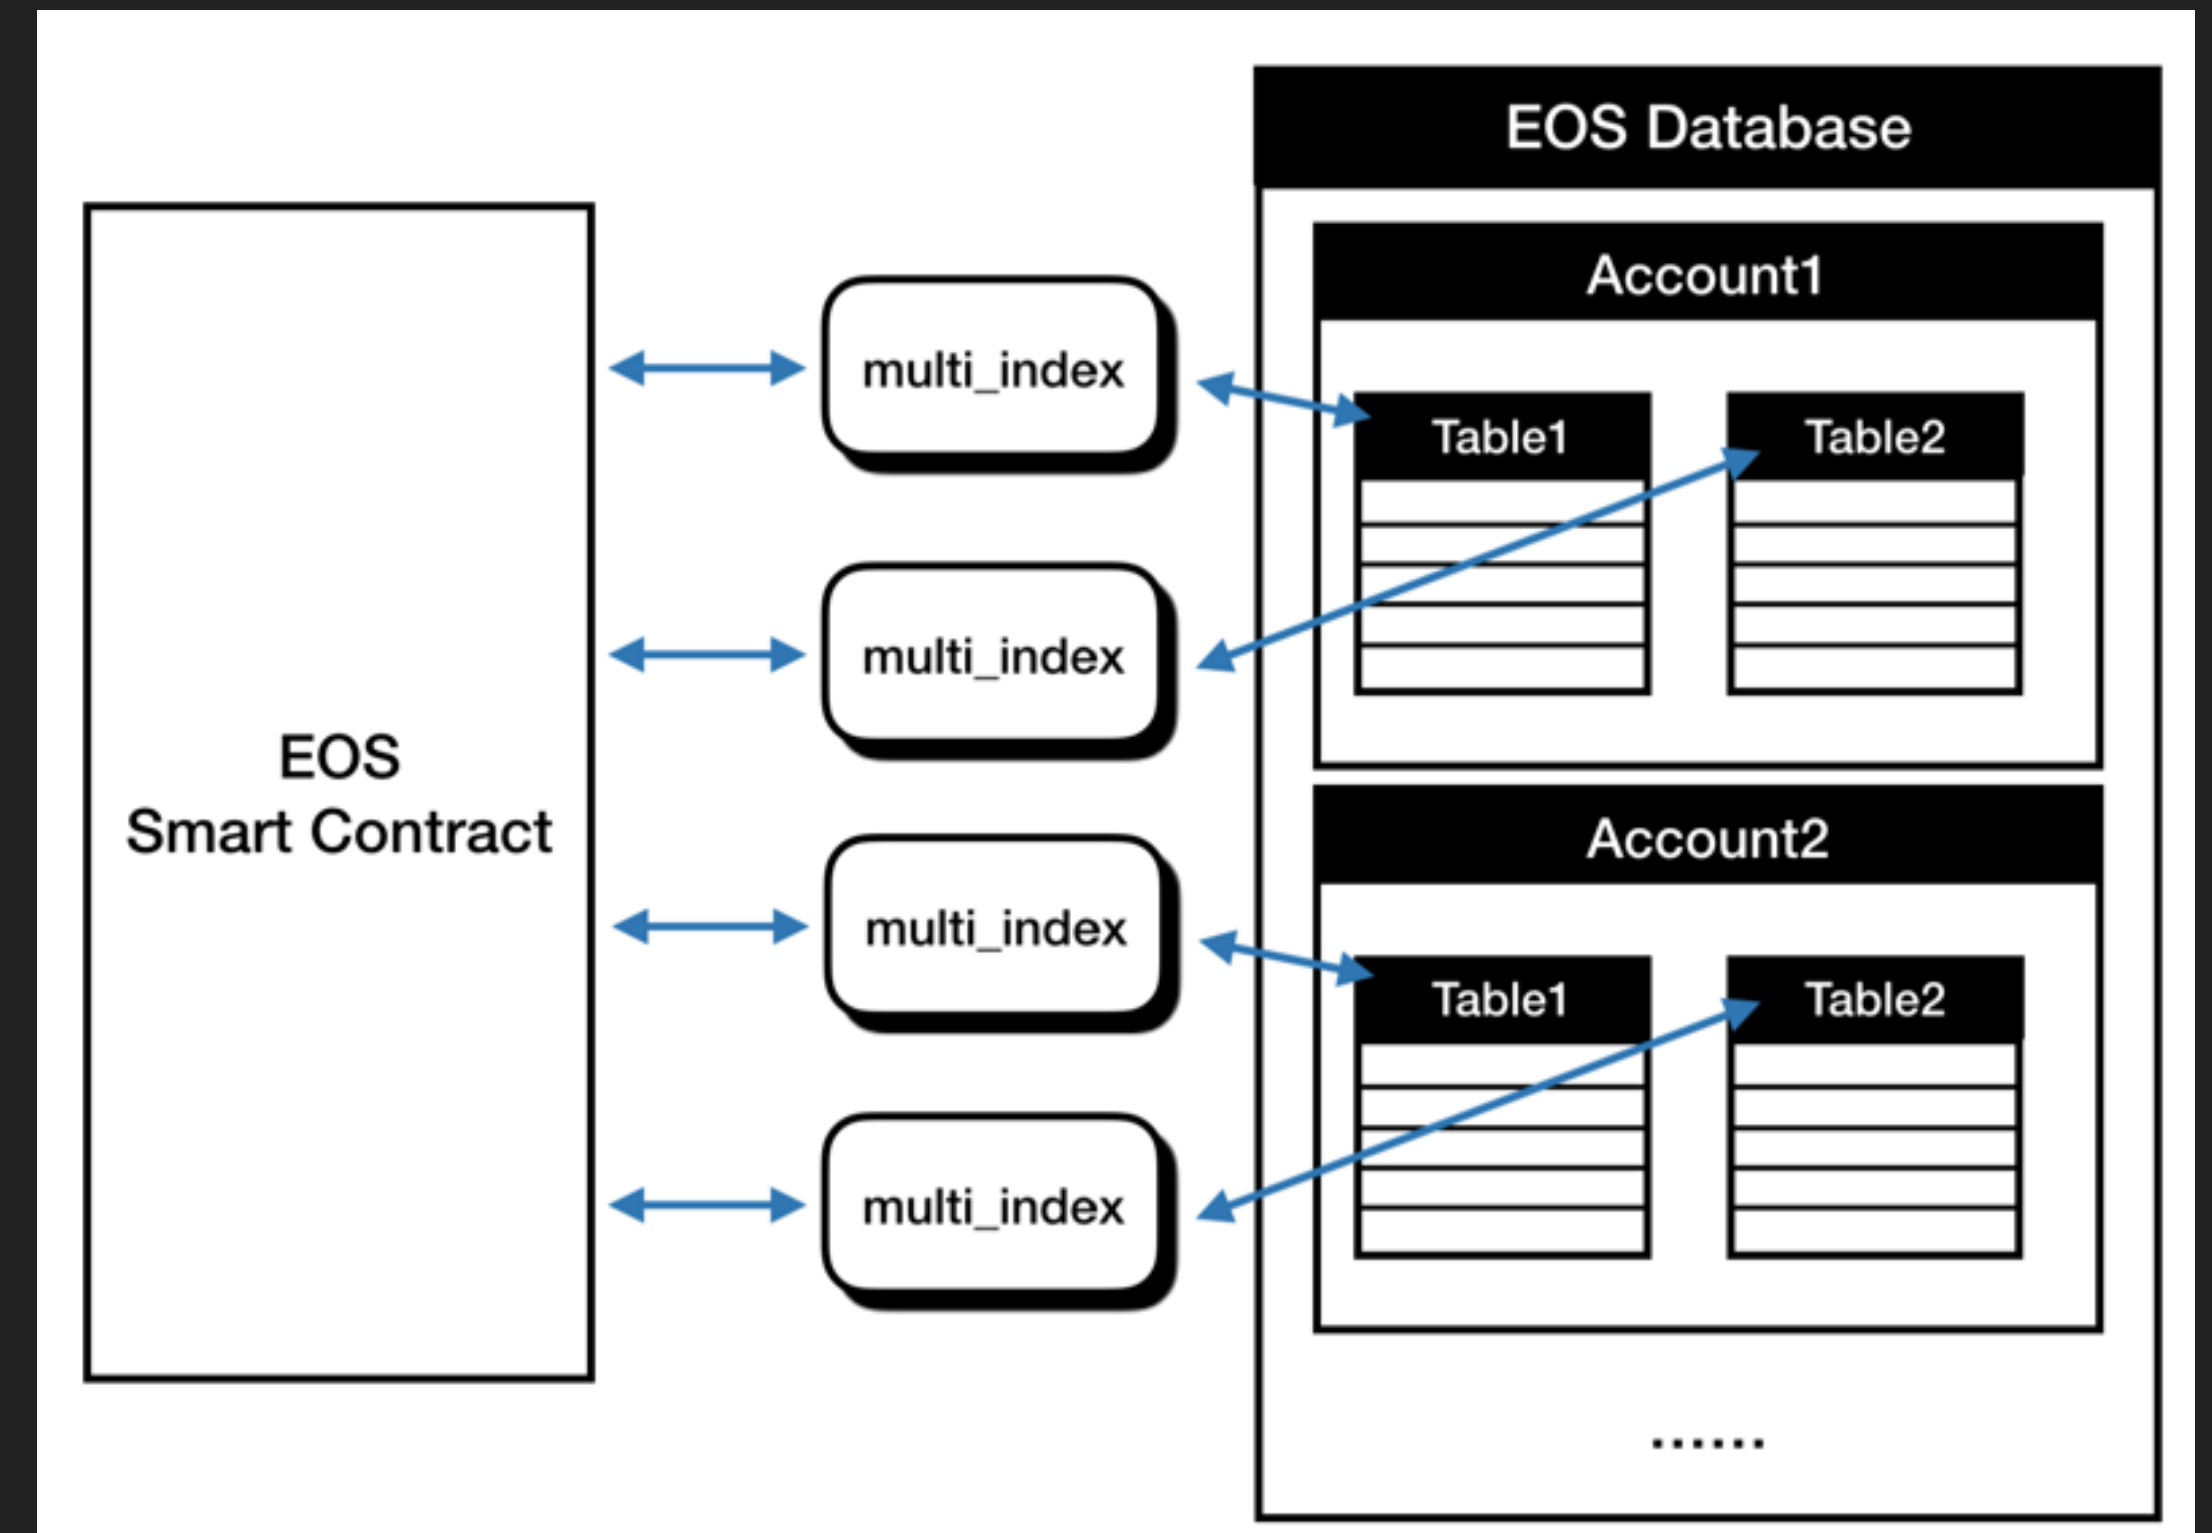 EOS
Smart Contract
multi_index
multi_index
multi_index
multi_index
EOS Database
Account1
Table1
Table2
Account2
Table1
Table2
......